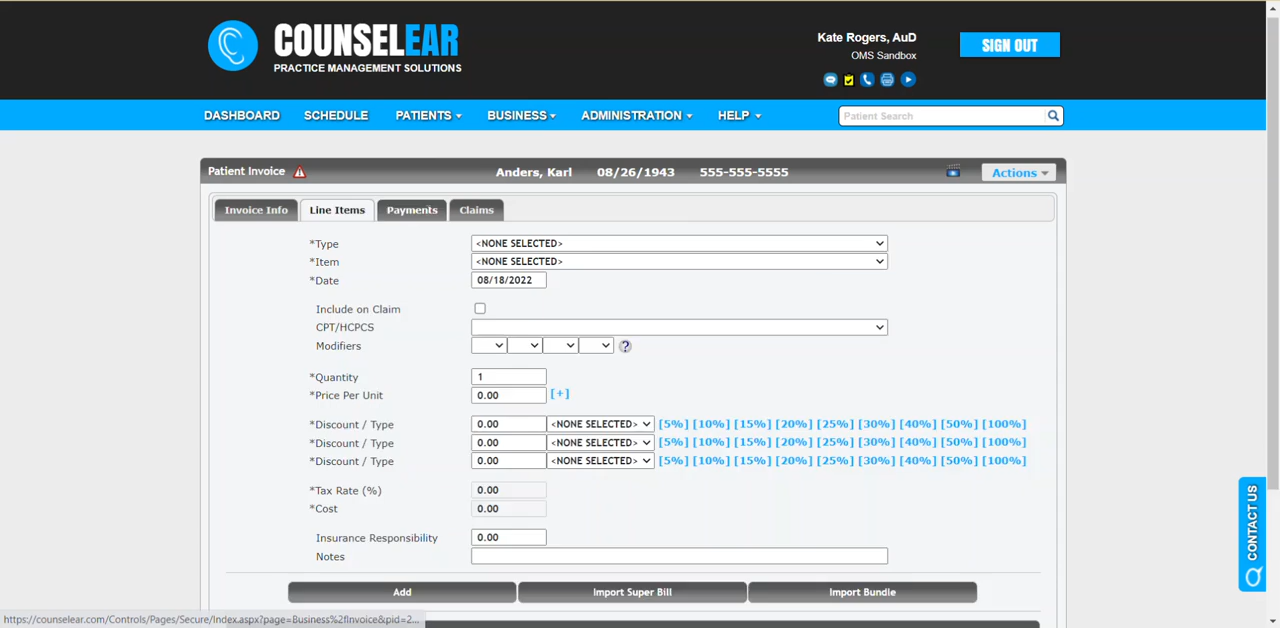 COUNSELEAR
PRACTICE MANAGEMENT SOLUTIONS
Kate Rogers, AuD
OMS Sandbox
SIGN OUT
DASHBOARD SCHEDULE PATIENTS BUSINESS ADMINISTRATION HELP Patient Search
Patient Invoice Anders, Karl 08/26/1943 555-555-5555 Actions
Invoice Info Line Items Payments Claims
*Type <NONE SELECTED>
*Item <NONE SELECTED>
*Date 08/18/2022
Include on Claim
CPT/HCPCS
Modifiers ?
*Quantity 1
*Price Per Unit 0.00 [+]
*Discount / Type 0.00 <NONE SELECTED> [5%] [10%] [15%] [20%] [25%] [30%] [40%] [50%] [100%]
*Discount / Type 0.00 <NONE SELECTED> [5%] [10%] [15%] [20%] [25%] [30%] [40%] [50%] [100%]
*Discount / Type 0.00 <NONE SELECTED> [5%] [10%] [15%] [20%] [25%] [30%] [40%] [50%] [100%]
*Tax Rate (%) 0.00
*Cost 0.00
Insurance Responsibility 0.00
Notes
Add Import Super Bill Import Bundle
CONTACT US
https://counselear.com/Controls/Pages/Secure/Index.aspx?page=Business%2fInvoice&pid=2...